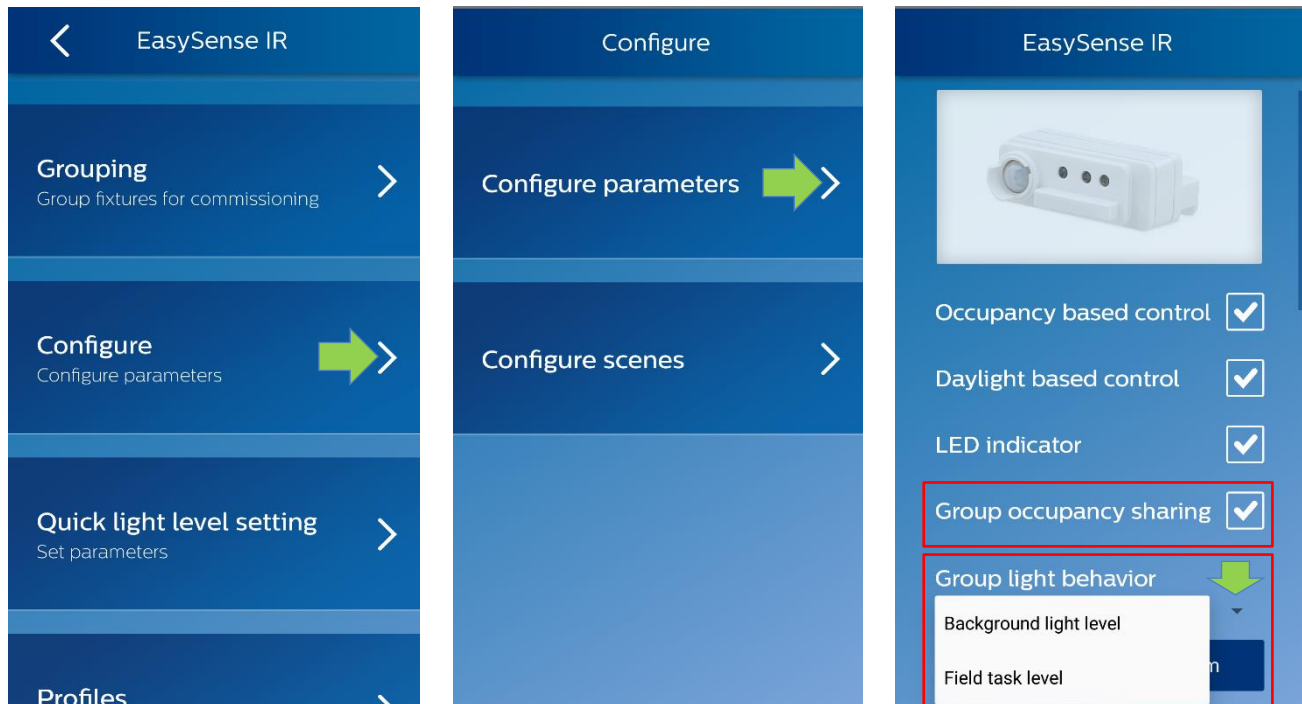 EasySense IR
Grouping
Group fixtures for commissioning
Configure
Configure parameters
Quick light level setting
Set parameters
Profiles
Configure
Configure parameters
Configure scenes
EasySense IR
Occupancy based control
Daylight based control
LED indicator
Group occupancy sharing
Group light behavior
Background light level
Field task level